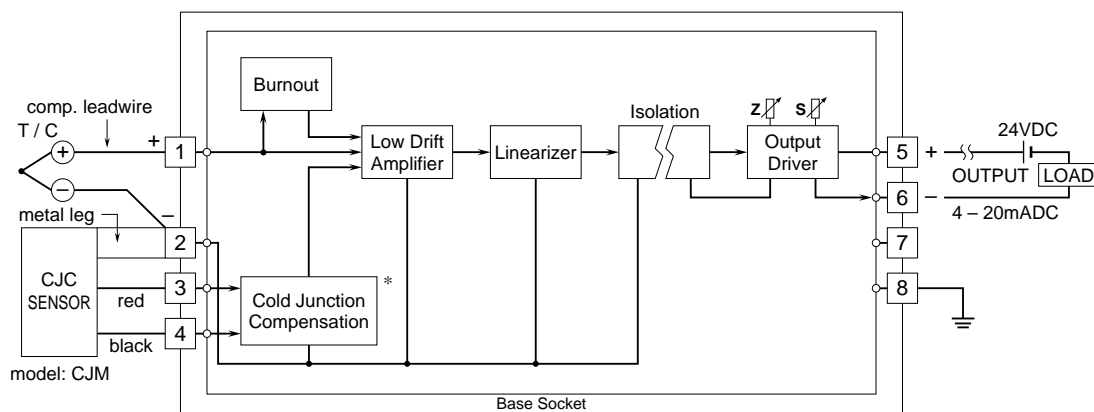 Burnout
comp. leadwire
T / C
+
+
−
−
metal leg
1
2
3
4
CJC
SENSOR
red
black
model: CJM
Low Drift
Amplifier
Linearizer
Isolation
Z
S
Output
Driver
Cold Junction
Compensation
*
5
6
7
8
+
−
24VDC
OUTPUT
LOAD
4 – 20mADC
Base Socket